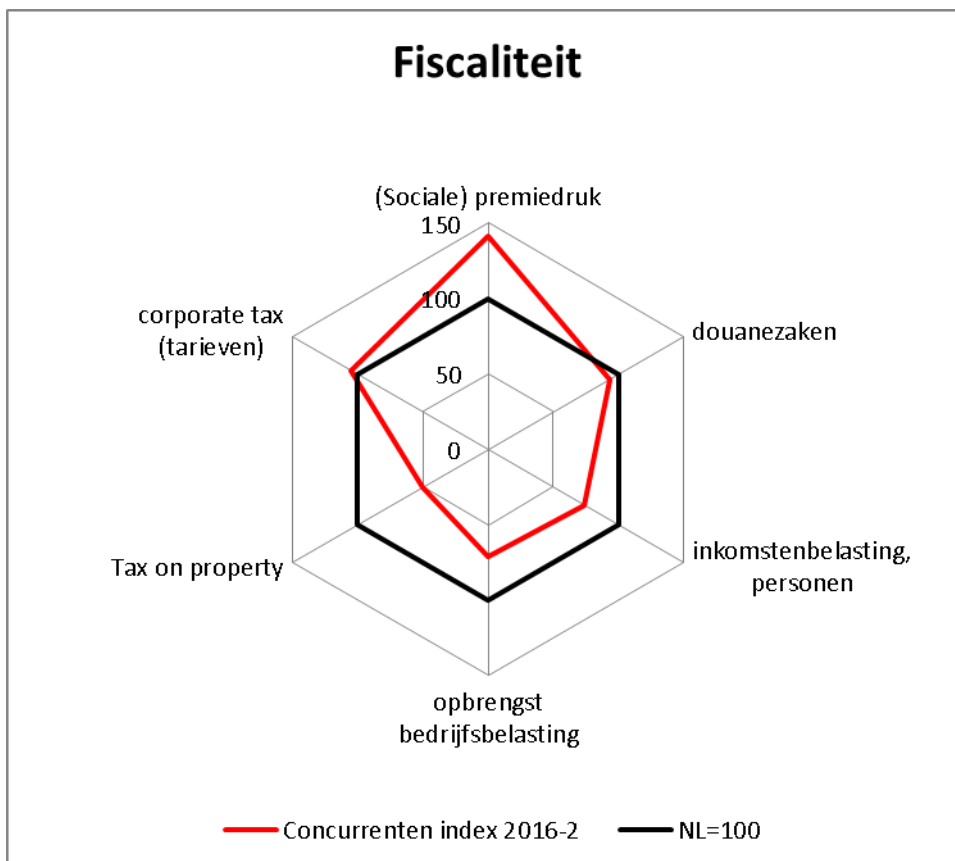 Fiscaliteit
(Sociale) premiedruk
150
100
50
0
douanezaken
inkomstenbelasting,
personen
opbrengst
bedrijfsbelasting
Tax on property
corporate tax
(tarieven)
Concurrenten index 2016-2
NL=100